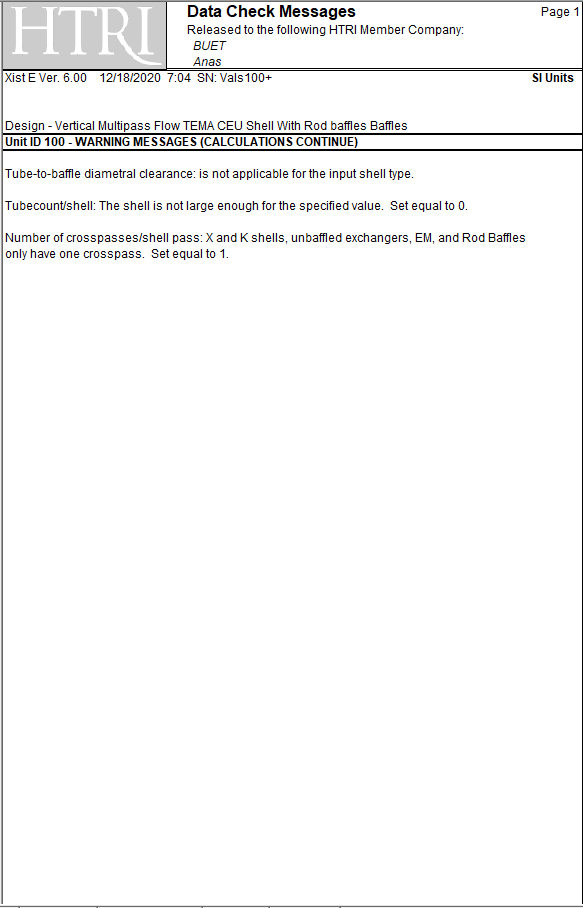 HTRI
Data Check Messages
Page 1
Released to the following HTRI Member Company:
BUET
Anas
Xist E Ver. 6.00 12/18/2020 7:04 SN: Vals100+
SI Units
Design - Vertical Multipass Flow TEMA CEU Shell With Rod baffles Baffles
Unit ID 100 - WARNING MESSAGES (CALCULATIONS CONTINUE)
Tube-to-baffle diametral clearance: is not applicable for the input shell type.
Tubecount/shell: The shell is not large enough for the specified value. Set equal to 0.
Number of crosspasses/shell pass: X and K shells, unbaffled exchangers, EM, and Rod Baffles
only have one crosspass. Set equal to 1.